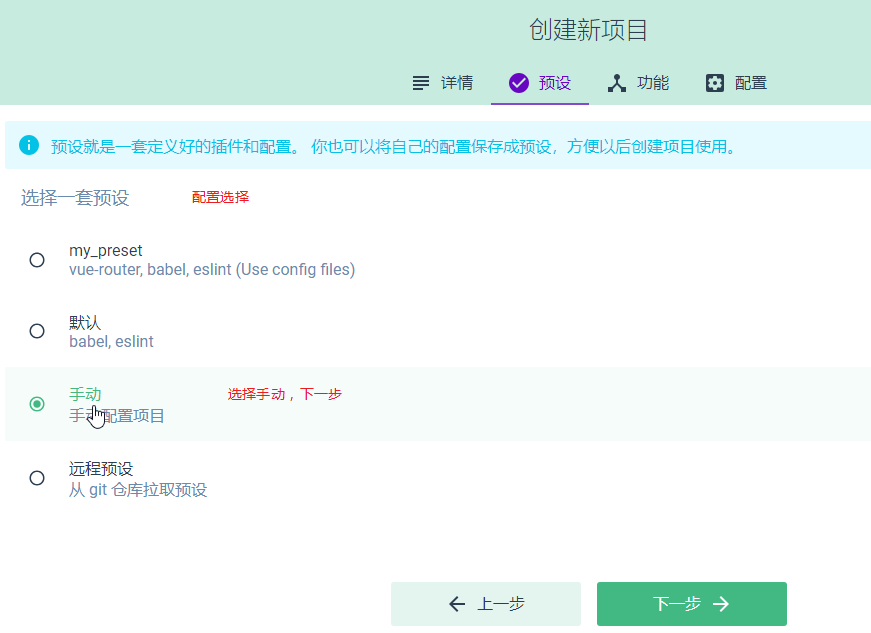 创建新项目
详情 预设 功能 配置
预设就是一套定义好的插件和配置。 你也可以将自己的配置保存成预设，方便以后创建项目使用。
选择一套预设 配置选择
my_preset
vue-router, babel, eslint (Use config files)
默认
babel, eslint
手动 选择手动，下一步
手动配置项目
远程预设
从 git 仓库拉取预设
上一步 下一步